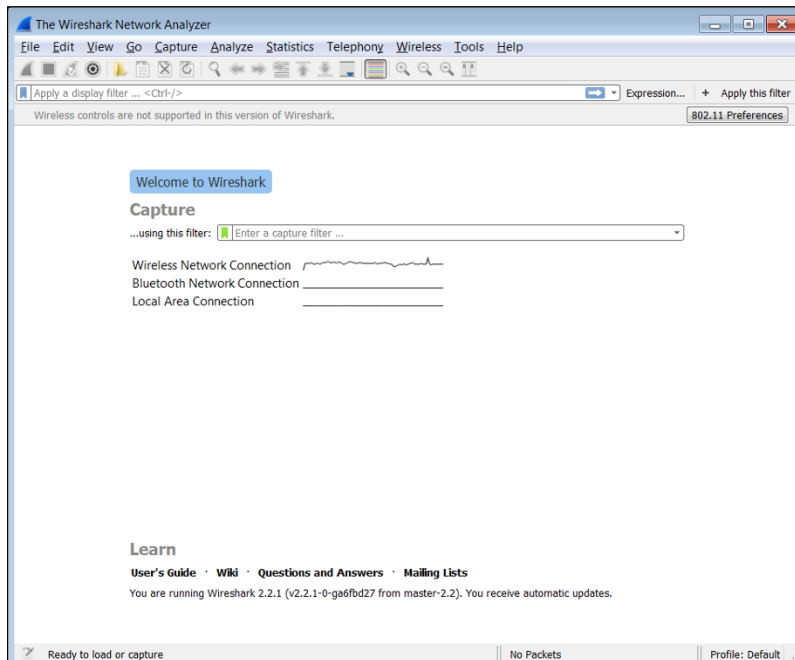 The Wireshark Network Analyzer
File Edit View Go Capture Analyze Statistics Telephony Wireless Tools Help
Apply a display filter ... <Ctrl-/> Expression... + Apply this filter
Wireless controls are not supported in this version of Wireshark. 802.11 Preferences
Welcome to Wireshark
Capture
...using this filter: Enter a capture filter ...
Wireless Network Connection
Bluetooth Network Connection
Local Area Connection
Learn
User's Guide · Wiki · Questions and Answers · Mailing Lists
You are running Wireshark 2.2.1 (v2.2.1-0-ga6fbd27 from master-2.2). You receive automatic updates.
Ready to load or capture No Packets Profile: Default